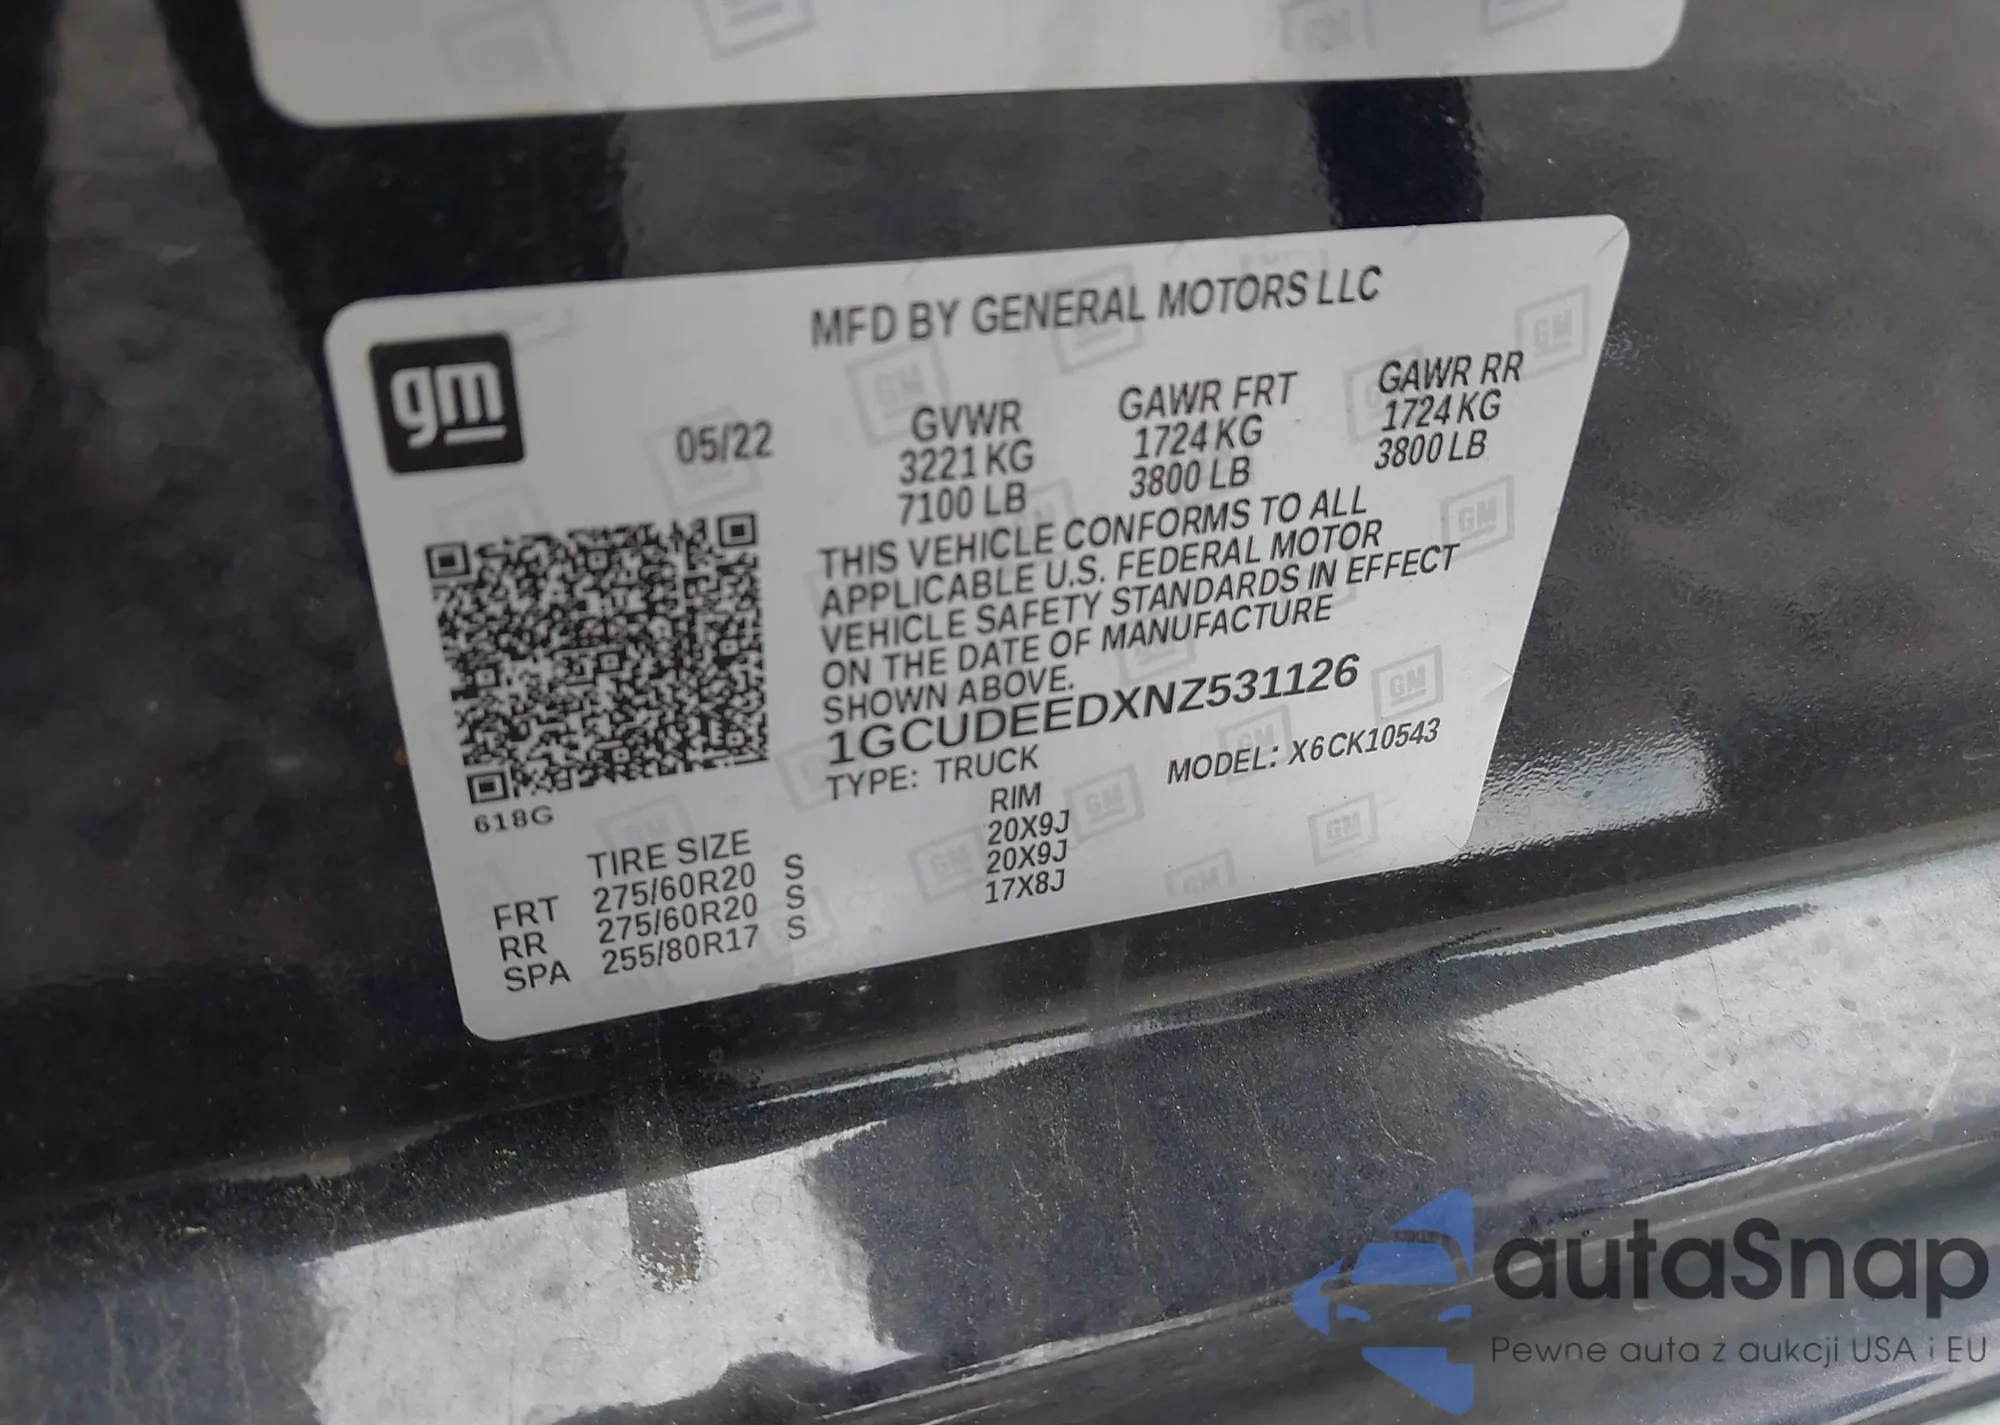 gm
MFD BY GENERAL MOTORS LLC
05/22
GVWR GAWR FRT GAWR RR
3221 KG 1724 KG 1724 KG
7100 LB 3800 LB 3800 LB
THIS VEHICLE CONFORMS TO ALL
APPLICABLE U.S. FEDERAL MOTOR
VEHICLE SAFETY STANDARDS IN EFFECT
ON THE DATE OF MANUFACTURE
SHOWN ABOVE.
1GCUDEEDXNZ531126
TYPE: TRUCK MODEL: X6CK10543
618G
TIRE SIZE RIM
FRT 275/60R20 S 20X9J
RR 275/60R20 S 20X9J
SPA 255/80R17 S 17X8J
autaSnap
Pewne auta z aukcji USA i EU